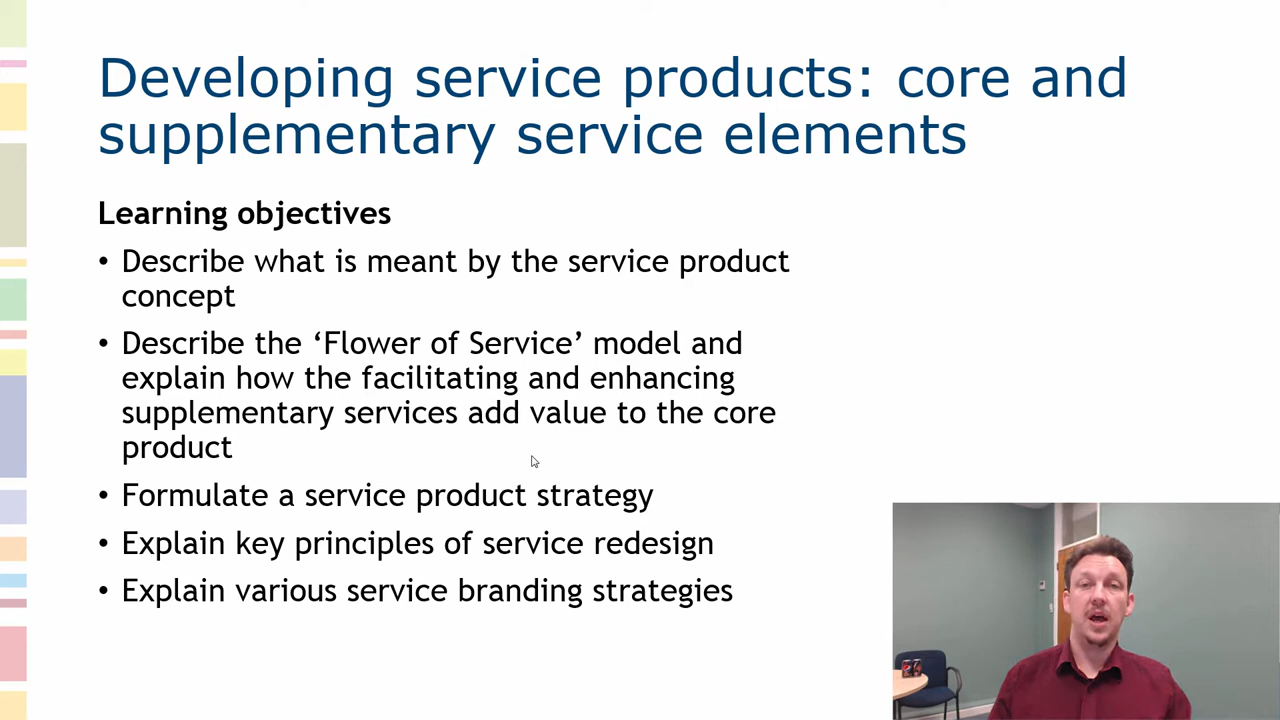 Developing service products: core and
supplementary service elements
Learning objectives
• Describe what is meant by the service product
concept
• Describe the ‘Flower of Service’ model and
explain how the facilitating and enhancing
supplementary services add value to the core
product
• Formulate a service product strategy
• Explain key principles of service redesign
• Explain various service branding strategies